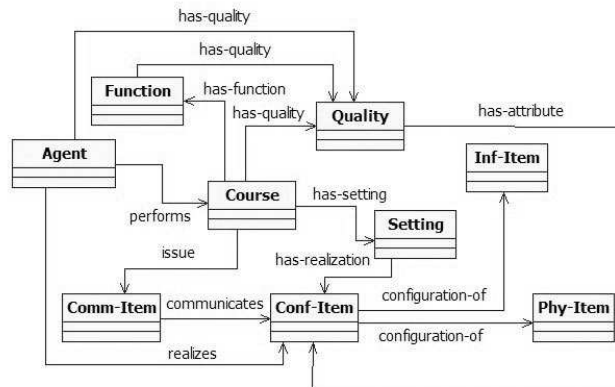 has-quality
has-quality
Function
has-function
has-quality
Quality
has-attribute
Agent
Inf-Item
Course
has-setting
performs
Setting
issue
has-realization
Comm-Item
communicates
Conf-Item
configuration-of
Phy-Item
configuration-of
realizes